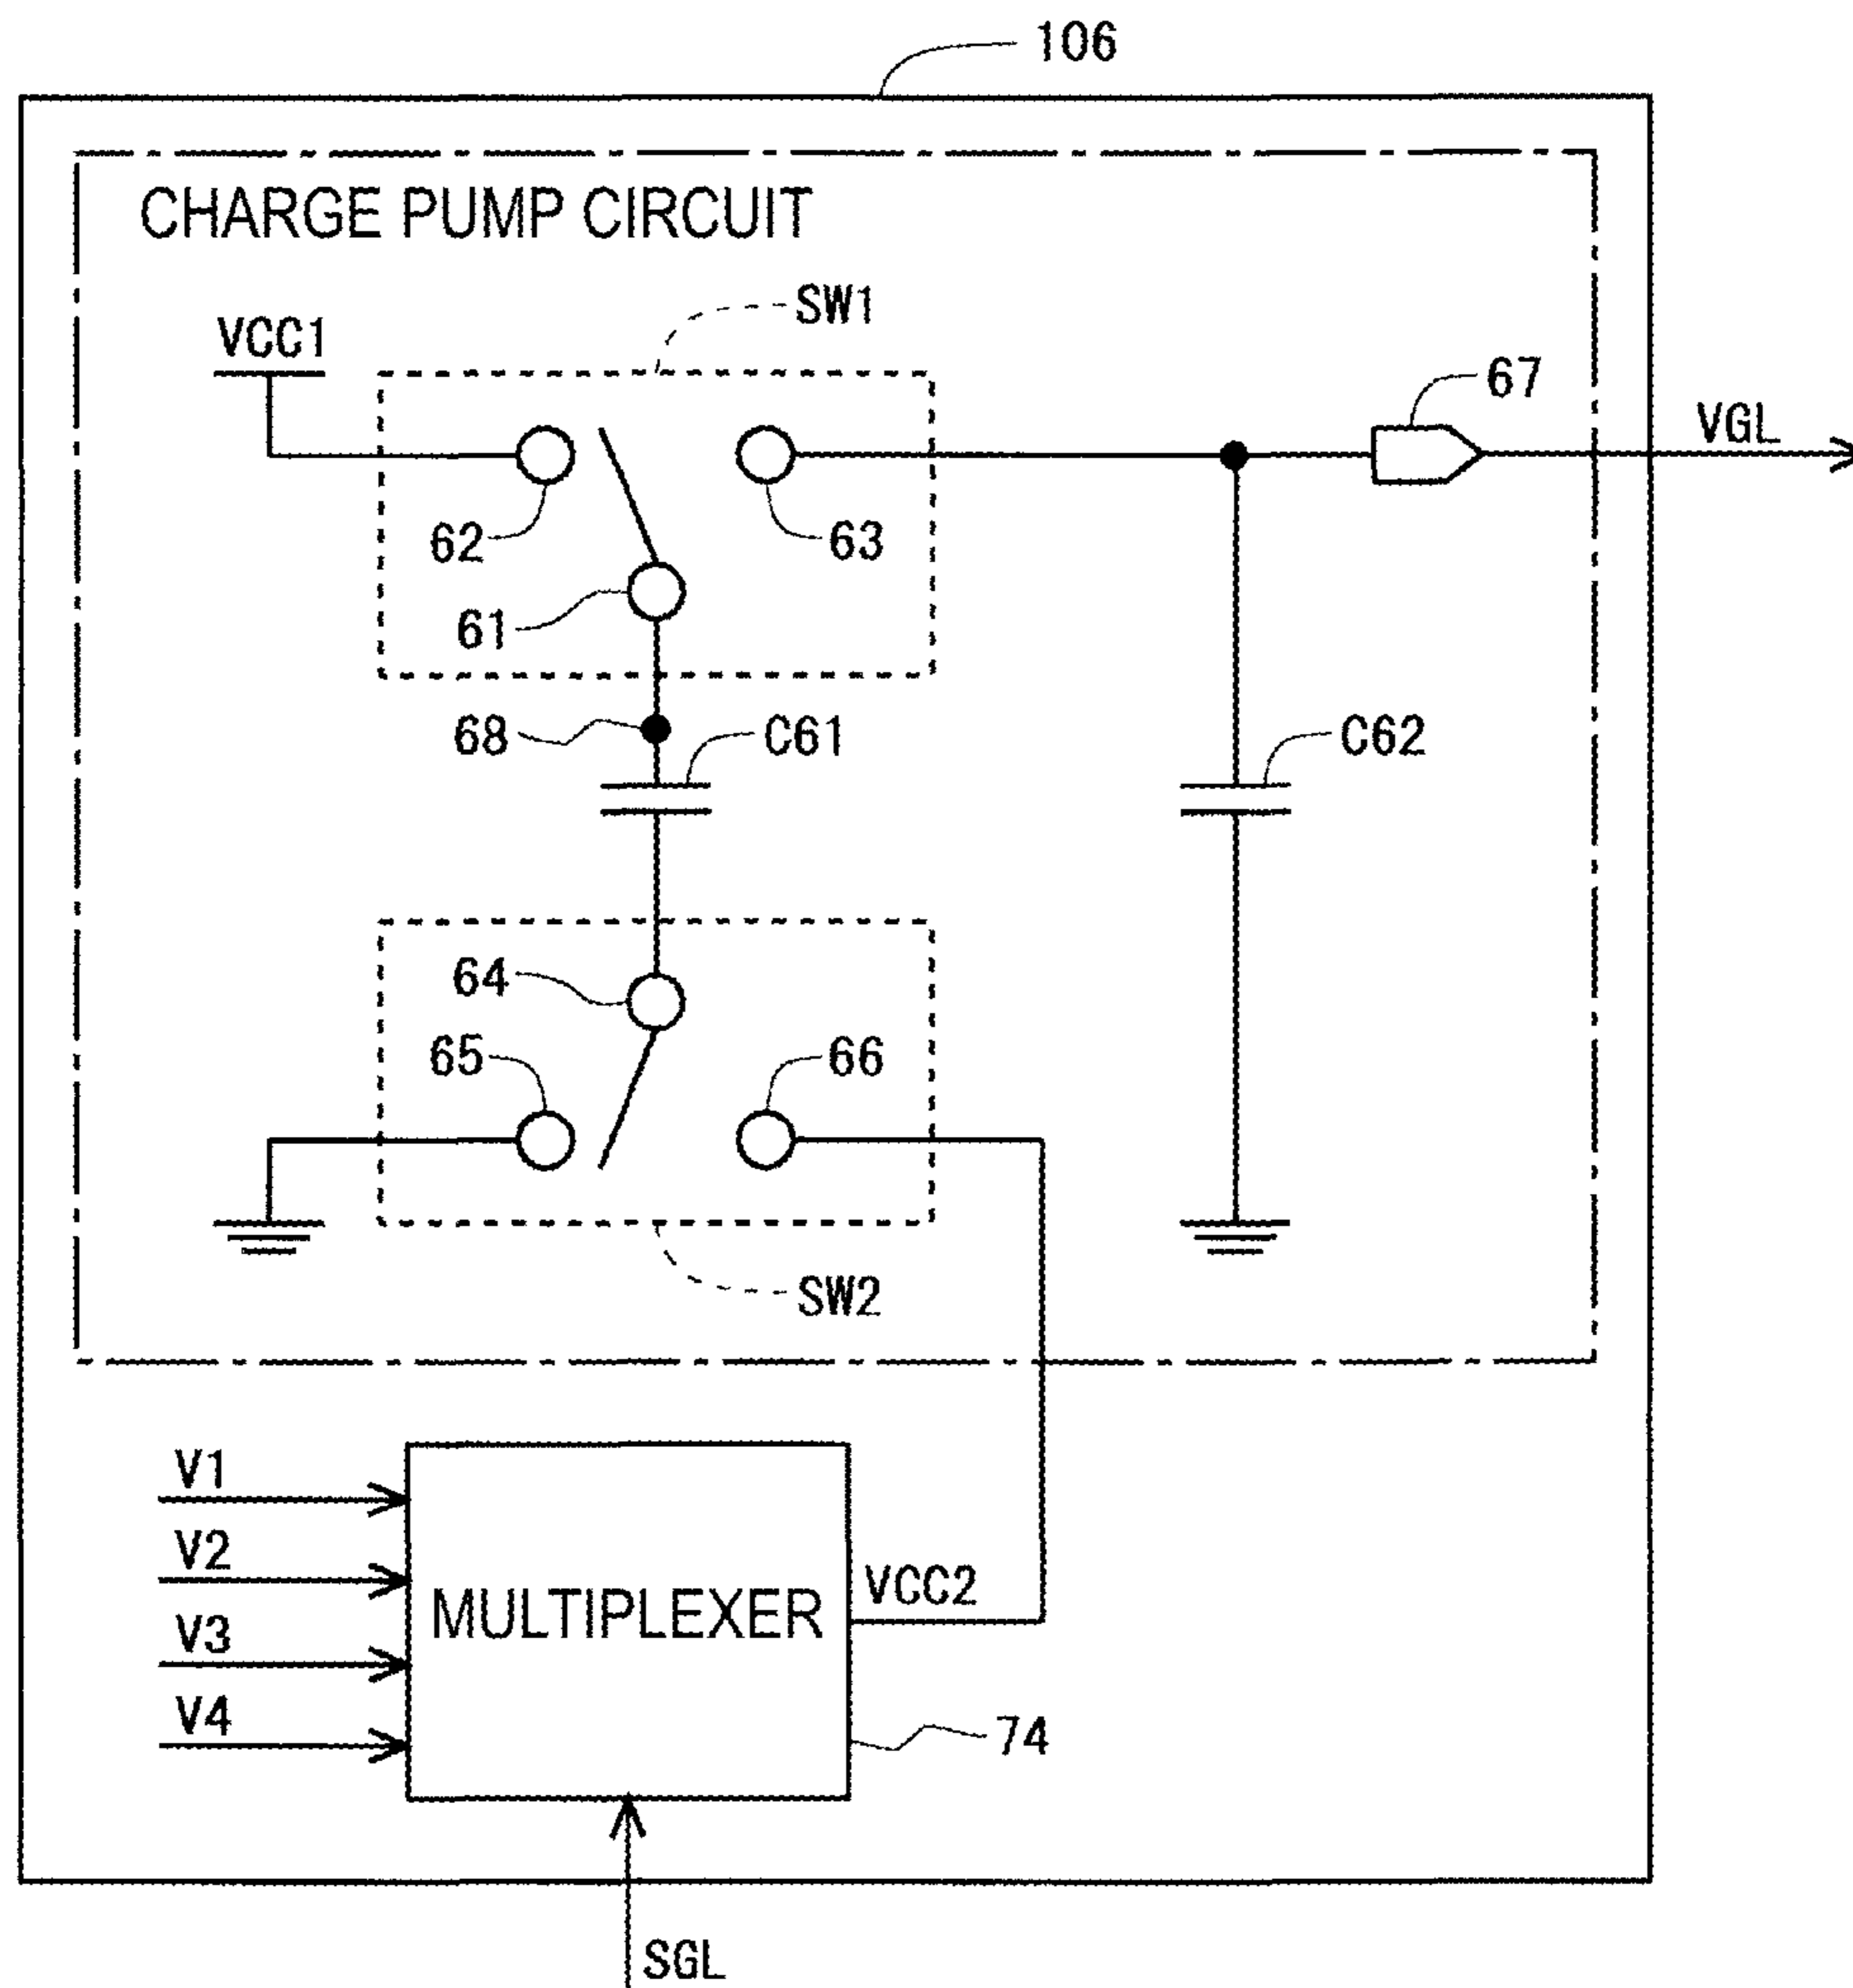 106
CHARGE PUMP CIRCUIT
SW1
VCC1
67
VGL
62
63
61
68
C61
C62
64
65
66
SW2
V1
V2
VCC2
MULTIPLEXER
V3
V4
74
SGL